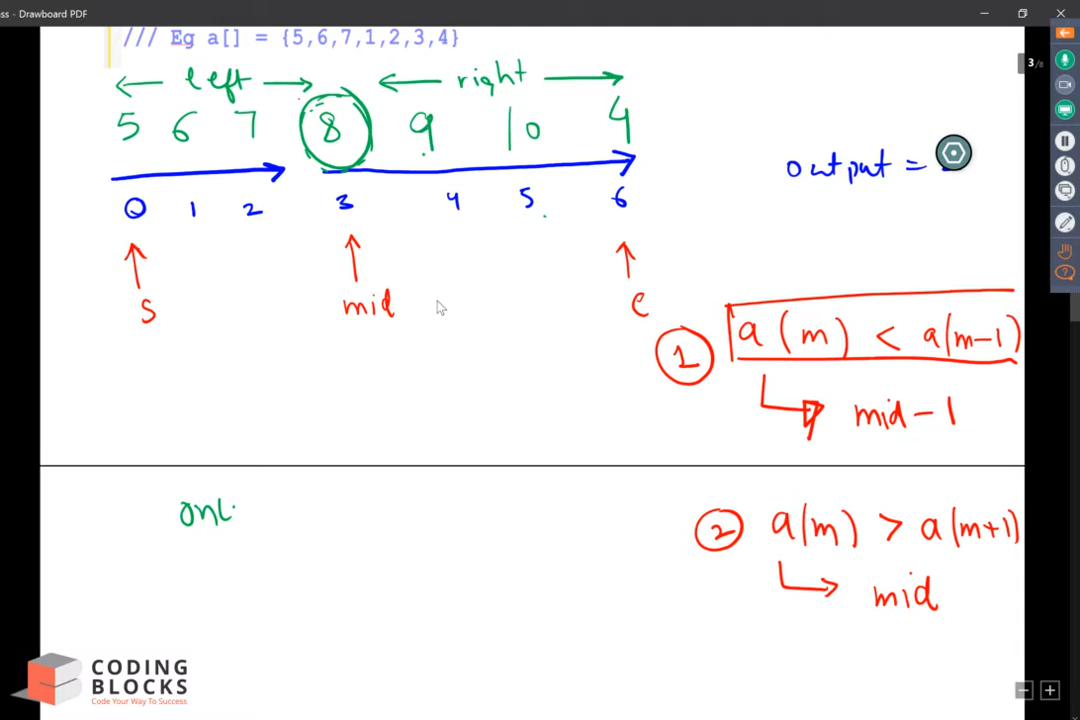 ss - Drawboard PDF
/// Eg a[] = {5,6,7,1,2,3,4}
left right
5 6 7 8 9 10 4
output =
0 1 2 3 4 5 6
s mid e
1 a(m) < a(m-1)
mid - 1
onl
2 a(m) > a(m+1)
mid
3/8
CODING
BLOCKS
Code Your Way To Success